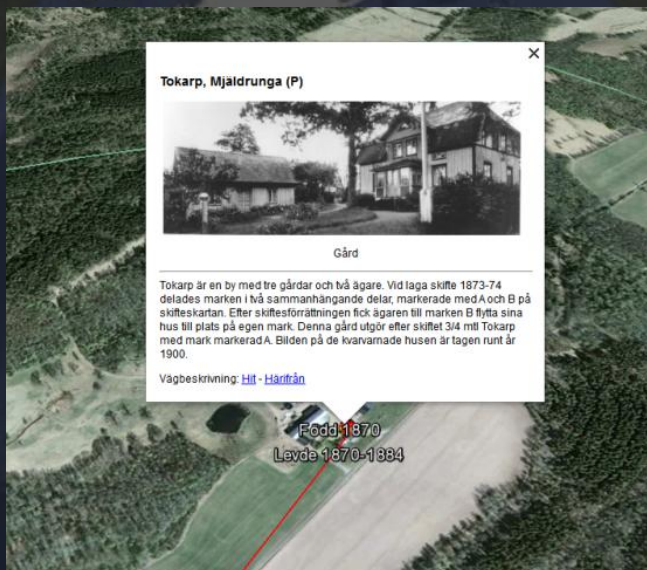 Tokarp, Mjäldrunga (P)
Gård
Tokarp är en by med tre gårdar och två ägare. Vid laga skifte 1873-74
delades marken i två sammanhängande delar, markerade med A och B på
skifteskartan. Efter skiftesförrättningen fick ägaren till marken B flytta sina
hus till plats på egen mark. Denna gård utgör efter skiftet 3/4 mtl Tokarp
med mark markerad A. Bilden på de kvarvarnade husen är tagen runt år
1900.
Vägbeskrivning: Hit - Härifrån
Född 1870
Levde 1870-1884